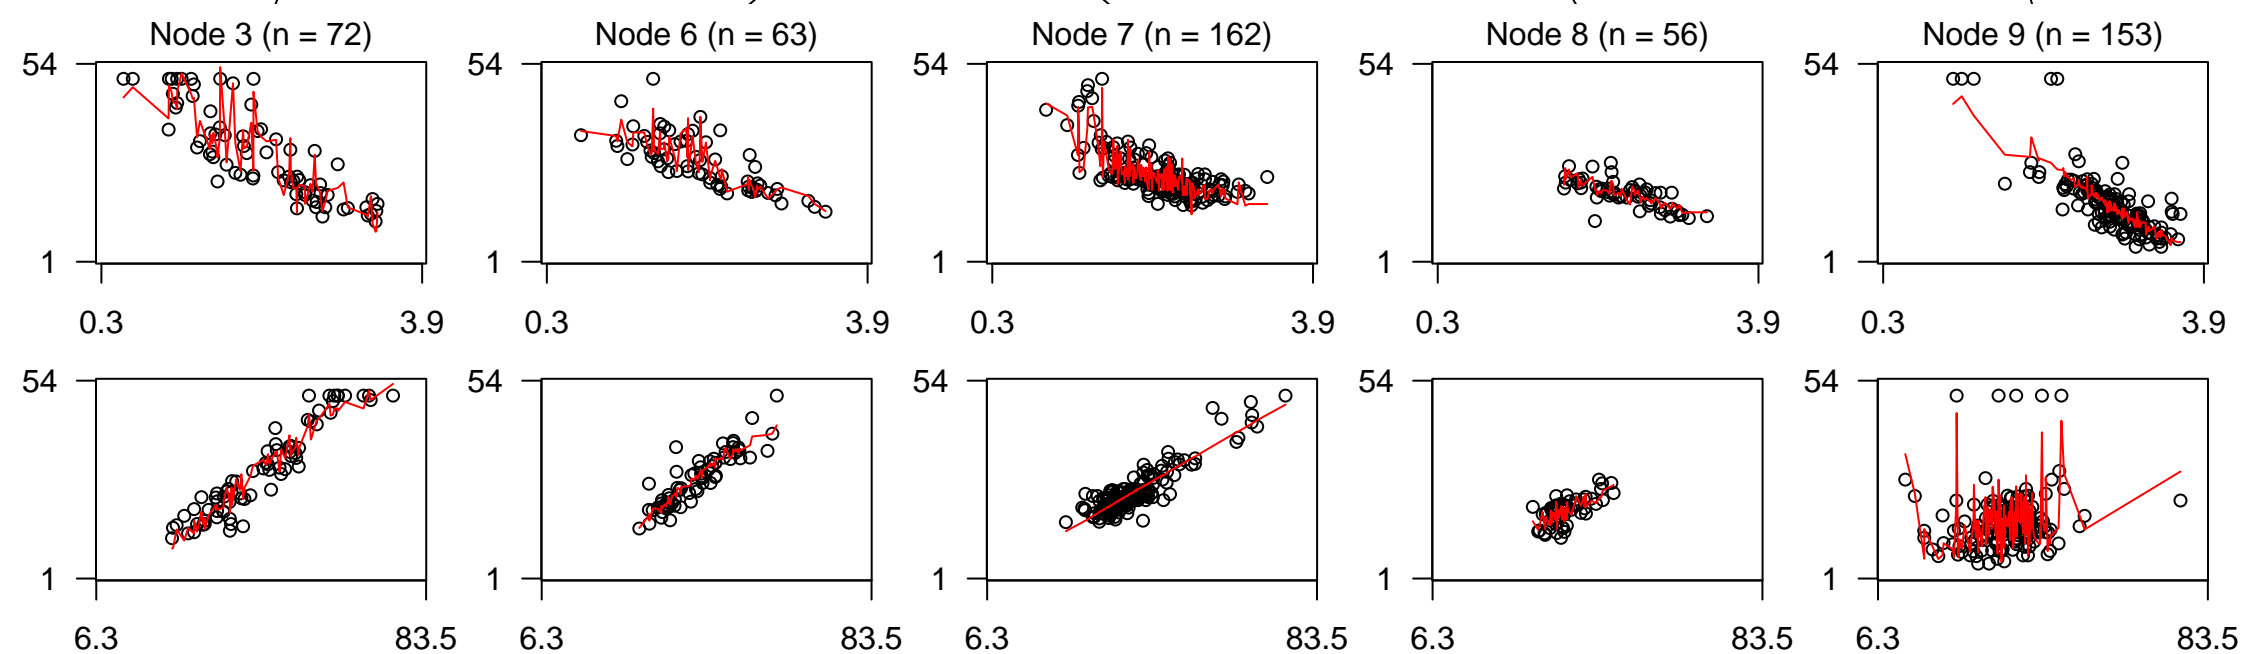 Node 3 (n = 72) Node 6 (n = 63) Node 7 (n = 162) Node 8 (n = 56) Node 9 (n = 153)
54 54 54 54 54
1 1 1 1 1
0.3 3.9 0.3 3.9 0.3 3.9 0.3 3.9 0.3 3.9
54 54 54 54 54
1 1 1 1 1
6.3 83.5 6.3 83.5 6.3 83.5 6.3 83.5 6.3 83.5